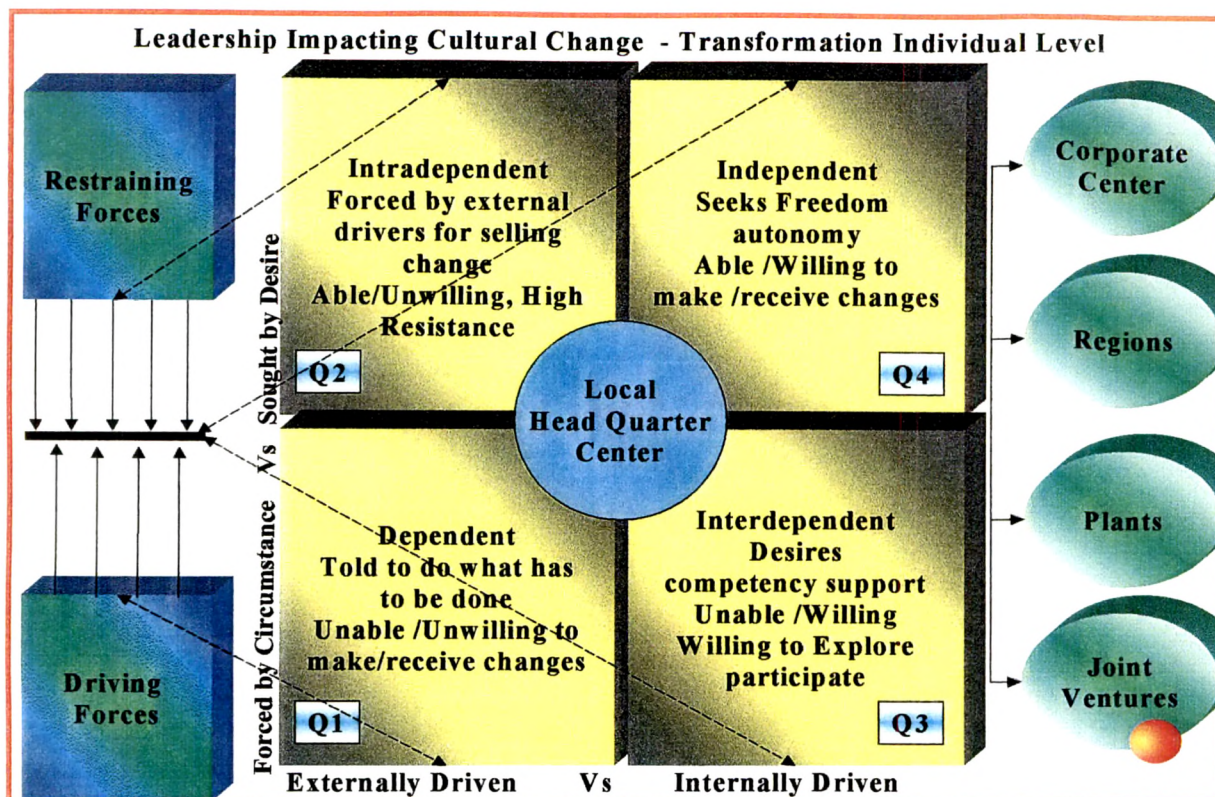 Leadership Impacting Cultural Change - Transformation Individual Level
Restraining
Forces
Driving
Forces
Forced by Circumstance Vs Sought by Desire
Intradependent
Forced by external
drivers for selling
change
Able/Unwilling, High
Resistance
Q2
Independent
Seeks Freedom
autonomy
Able /Willing to
make /receive changes
Q4
Local
Head Quarter
Center
Dependent
Told to do what has
to be done
Unable /Unwilling to
make/receive changes
Q1
Interdependent
Desires
competency support
Unable /Willing
Willing to Explore
participate
Q3
Externally Driven Vs Internally Driven
Corporate
Center
Regions
Plants
Joint
Ventures